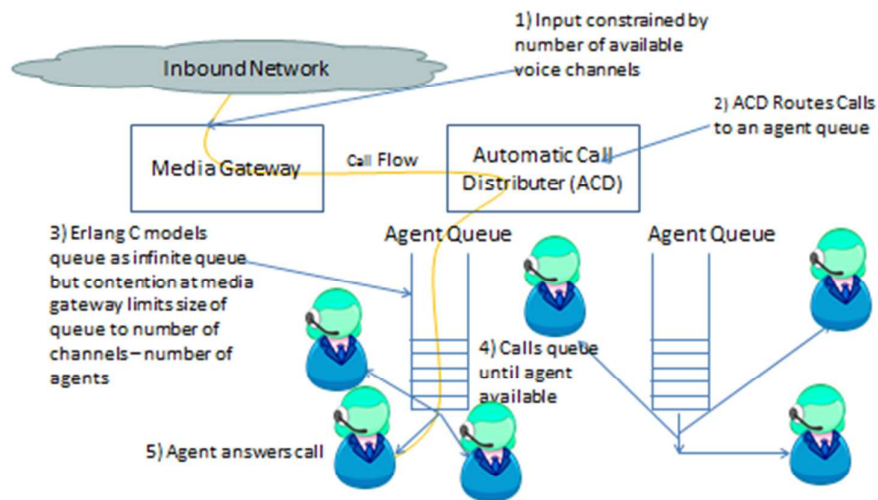 1) Input constrained by
number of available
voice channels
Inbound Network
2) ACD Routes Calls
to an agent queue
Media Gateway
Call Flow
Automatic Call
Distributer (ACD)
3) Erlang C models
queue as infinite queue
but contention at media
gateway limits size of
queue to number of
channels – number of
agents
Agent Queue
Agent Queue
4) Calls queue
until agent
available
5) Agent answers call